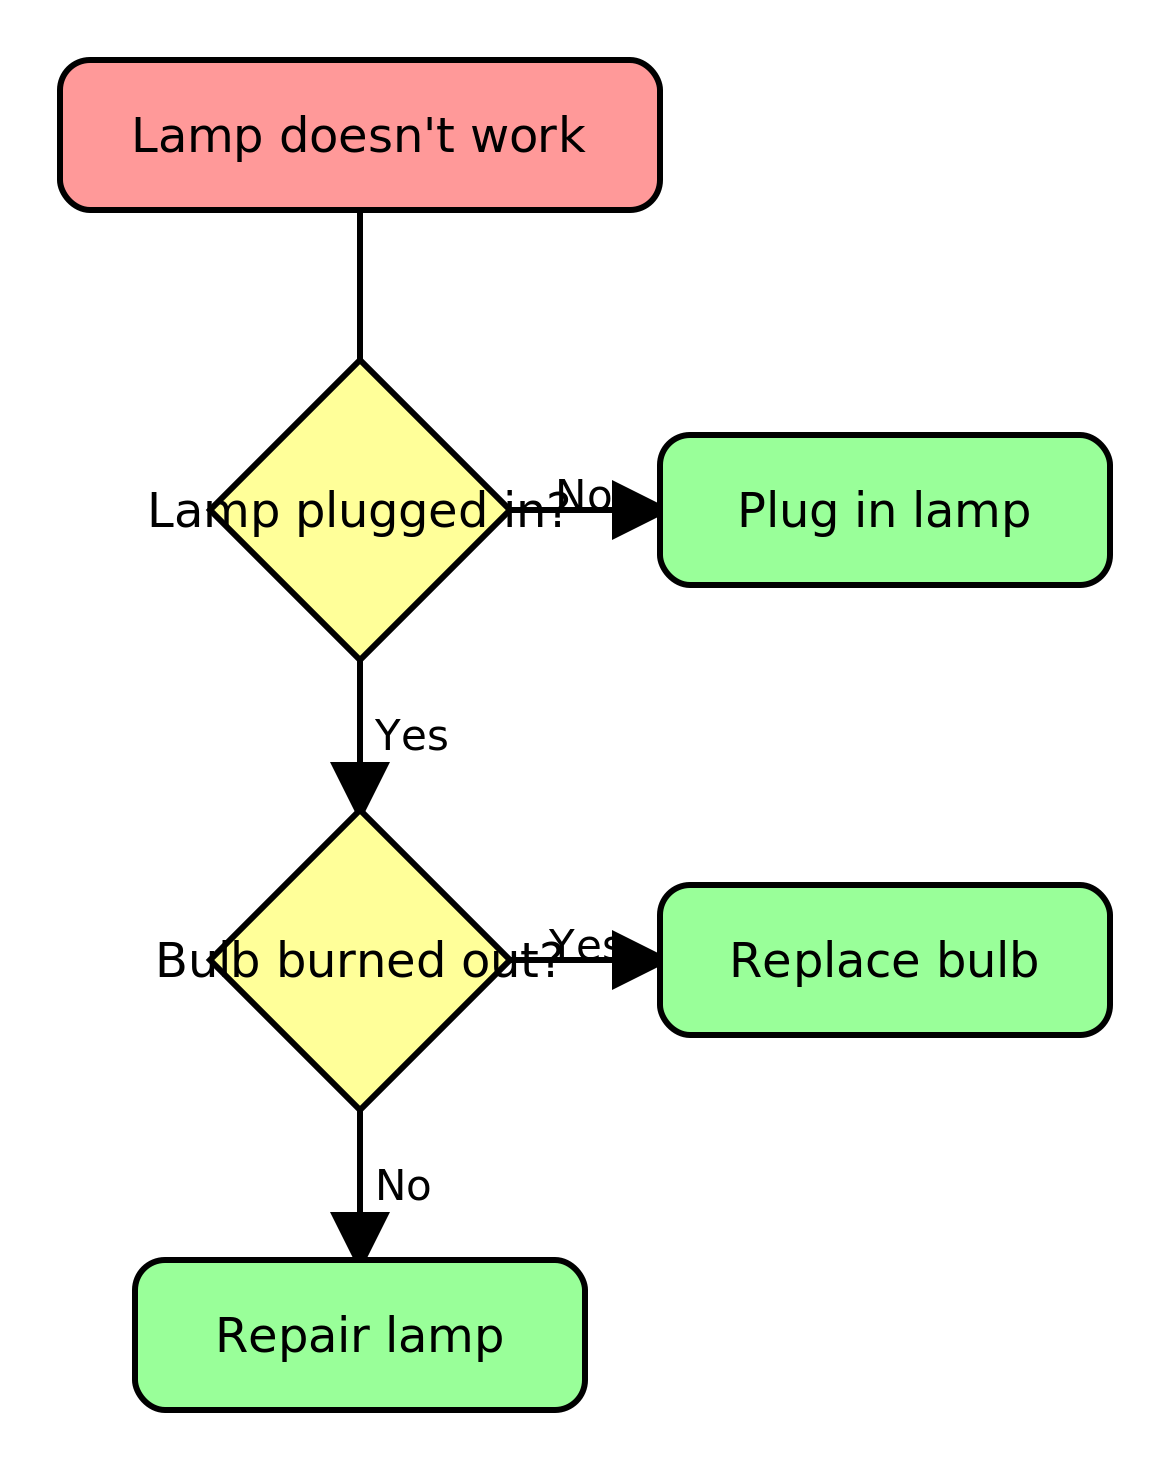 Lamp doesn't work
Lamp plugged in?
No
Plug in lamp
Yes
Bulb burned out?
Yes
Replace bulb
No
Repair lamp